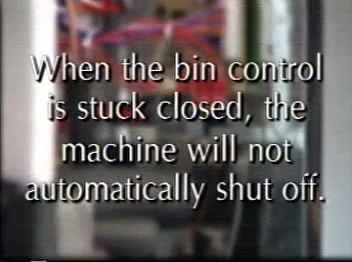 When the bin control
is stuck closed, the
machine will not
automatically shut off.